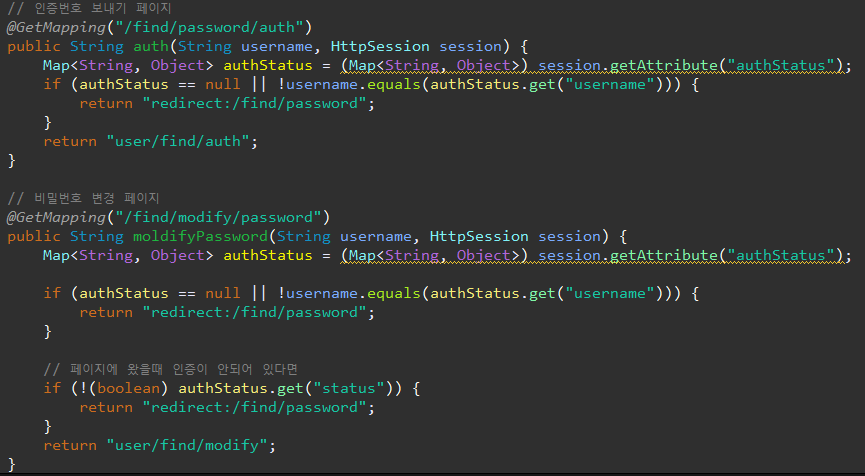 // 인증번호 보내기 페이지
@GetMapping("/find/password/auth")
public String auth(String username, HttpSession session) {
    Map<String, Object> authStatus = (Map<String, Object>) session.getAttribute("authStatus");
    if (authStatus == null || !username.equals(authStatus.get("username"))) {
        return "redirect:/find/password";
    }
    return "user/find/auth";
}
// 비밀번호 변경 페이지
@GetMapping("/find/modify/password")
public String moldifyPassword(String username, HttpSession session) {
    Map<String, Object> authStatus = (Map<String, Object>) session.getAttribute("authStatus");
    if (authStatus == null || !username.equals(authStatus.get("username"))) {
        return "redirect:/find/password";
    }
    // 페이지에 왔을때 인증이 안되어 있다면
    if (!(boolean) authStatus.get("status")) {
        return "redirect:/find/password";
    }
    return "user/find/modify";
}